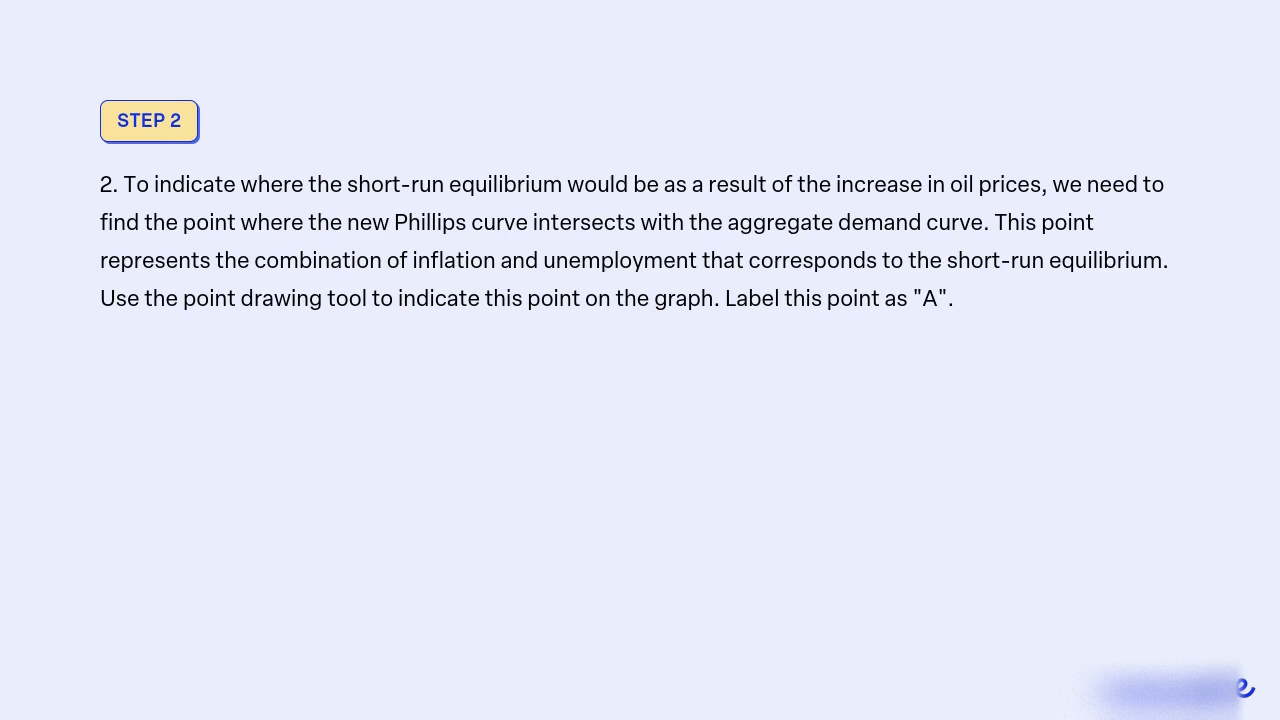 STEP 2
2. To indicate where the short-run equilibrium would be as a result of the increase in oil prices, we need to
find the point where the new Phillips curve intersects with the aggregate demand curve. This point
represents the combination of inflation and unemployment that corresponds to the short-run equilibrium.
Use the point drawing tool to indicate this point on the graph. Label this point as "A".